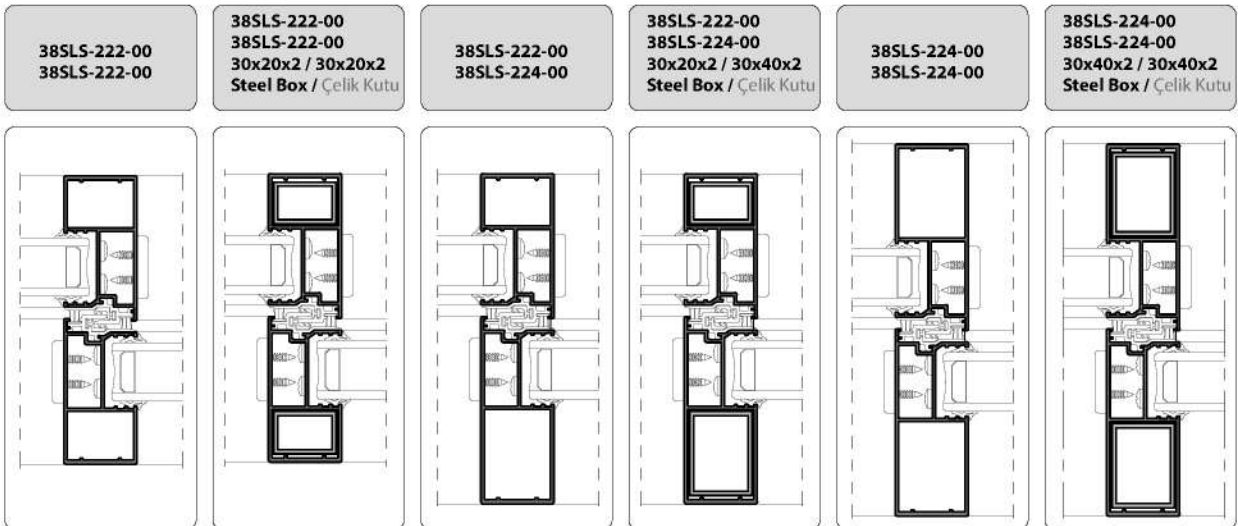 38SLS-222-00
38SLS-222-00
38SLS-222-00
38SLS-222-00
30x20x2 / 30x20x2
Steel Box / Çelik Kutu
38SLS-222-00
38SLS-224-00
38SLS-222-00
38SLS-224-00
30x20x2 / 30x40x2
Steel Box / Çelik Kutu
38SLS-224-00
38SLS-224-00
38SLS-224-00
38SLS-224-00
30x40x2 / 30x40x2
Steel Box / Çelik Kutu